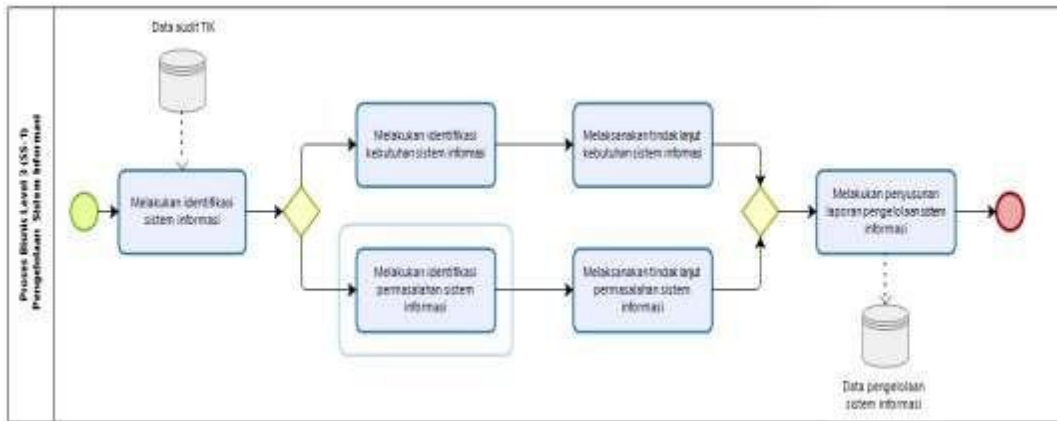 Proses Bisnis Level 3 (SS-1)
Pengelolaan Sistem Informasi
Data audit TIK
Melakukan identifikasi
sistem informasi
Melakukan identifikasi
kebutuhan sistem informasi
Melaksanakan tindak lanjut
kebutuhan sistem informasi
Melakukan identifikasi
permasalahan sistem
informasi
Melaksanakan tindak lanjut
permasalahan sistem
informasi
Melakukan penyusunan
laporan pengelolaan sistem
informasi
Data pengelolaan
sistem informasi